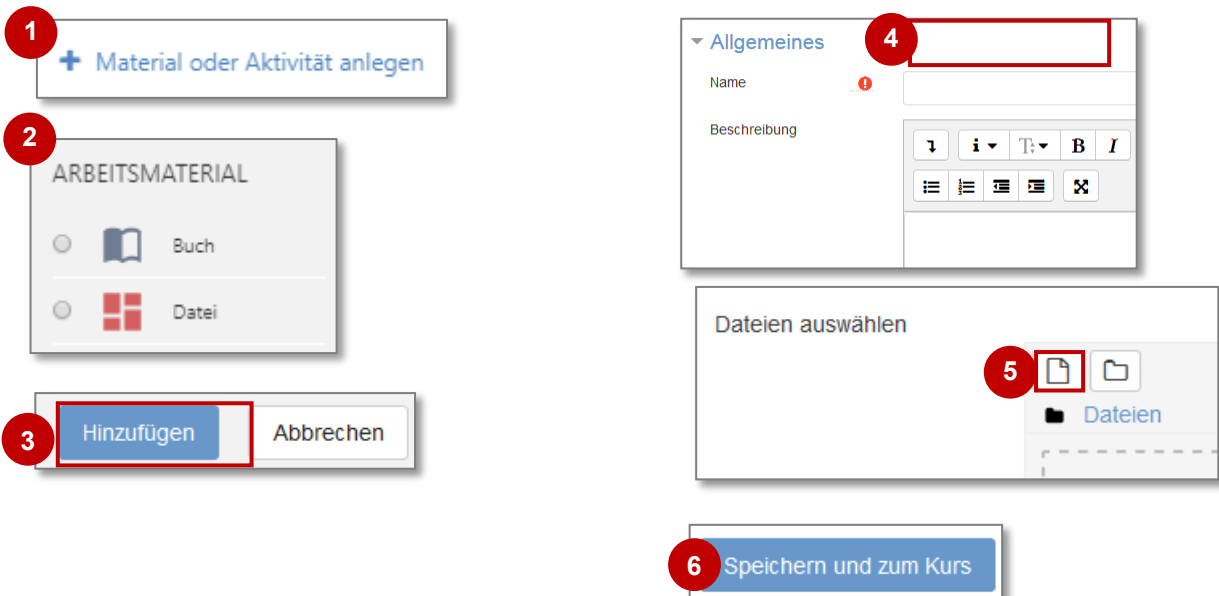 1
+ Material oder Aktivität anlegen
2
ARBEITSMATERIAL
Buch
Datei
3
Hinzufügen
Abbrechen
4
Allgemeines
Name
Beschreibung
i T B I
5
Dateien auswählen
Dateien
6
Speichern und zum Kurs